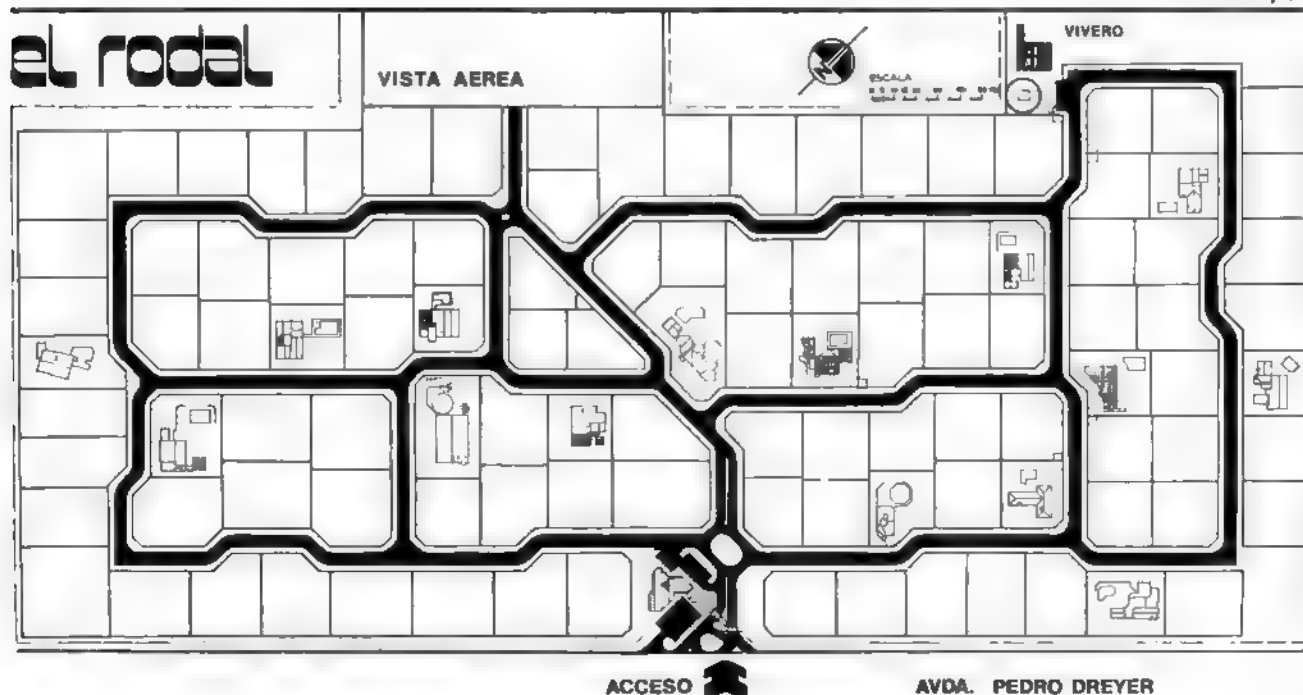 el rodal
VISTA AEREA
ESCALA
VIVERO
ACCESO
AVDA. PEDRO DREYER